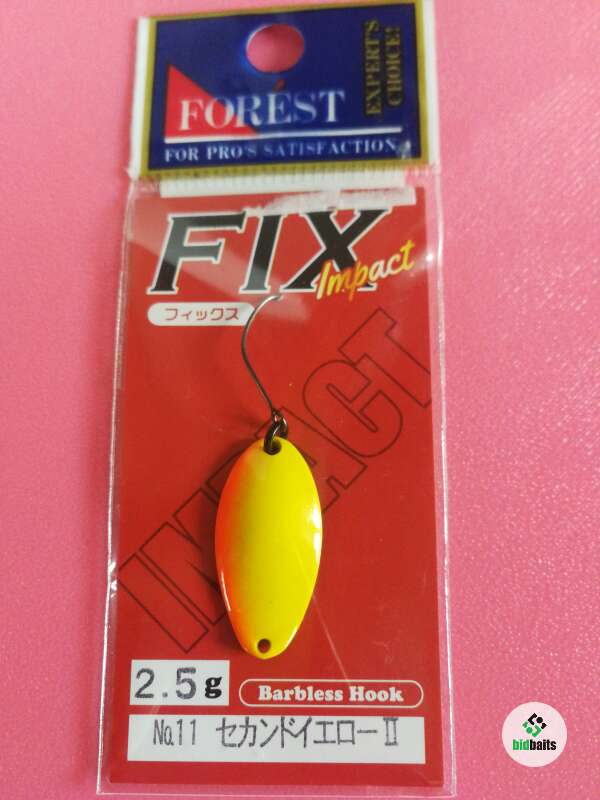 FOREST
EXPERT'S
CHOICE!
FOR PRO'S SATISFACTION
FIX
Impact
フィックス
IMPACT
2.5g
Barbless Hook
No.11 セカンドイエローⅡ
bidbaits